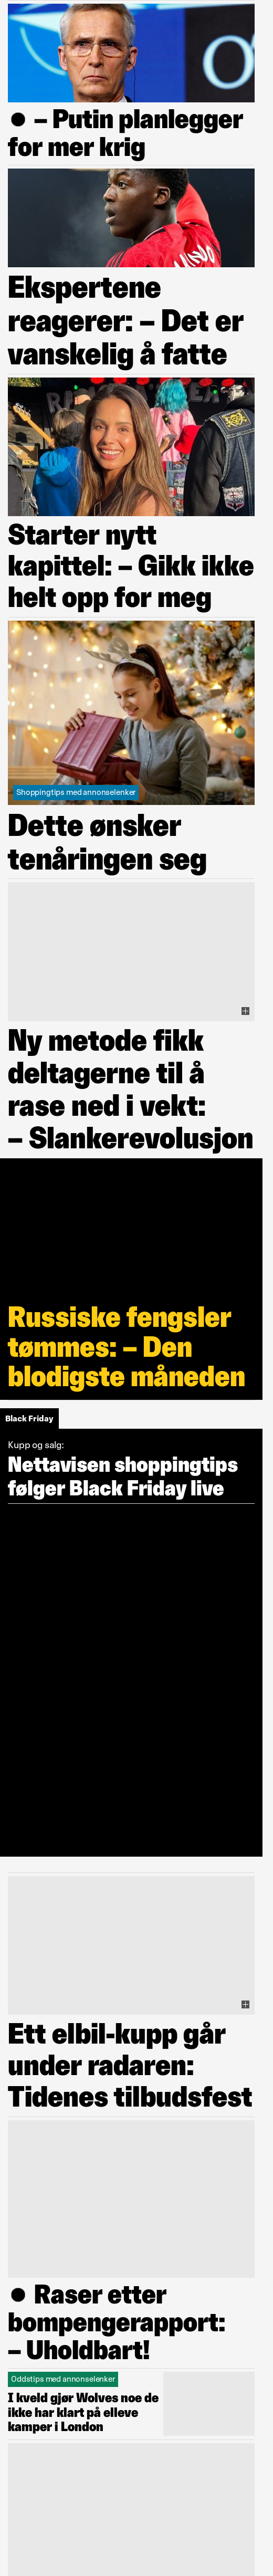 – Putin planlegger
for mer krig
Ekspertene
reagerer: – Det er
vanskelig å fatte
Starter nytt
kapittel: – Gikk ikke
helt opp for meg
Shoppingtips med annonselenker
Dette ønsker
tenåringen seg
Ny metode fikk
deltagerne til å
rase ned i vekt:
– Slankerevolusjon
Russiske fengsler
tømmes: – Den
blodigste måneden
Black Friday
Kupp og salg:
Nettavisen shoppingtips
følger Black Friday live
Ett elbil-kupp går
under radaren:
Tidenes tilbudsfest
Raser etter
bompengerapport:
– Uholdbart!
Oddstips med annonselenker
I kveld gjør Wolves noe de
ikke har klart på elleve
kamper i London